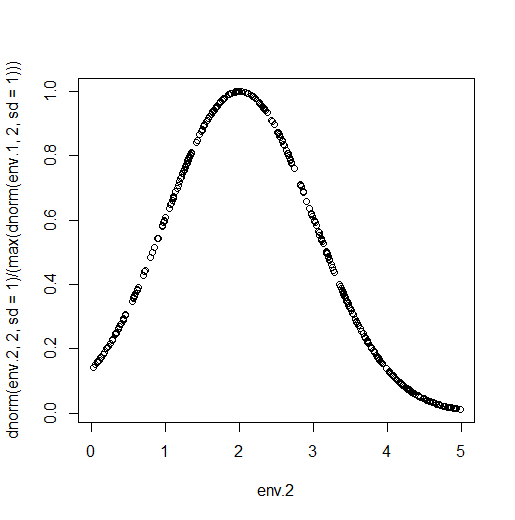 dnorm(env.2, 2, sd = 1)/(max(dnorm(env.1, 2, sd = 1)))
1.0
0.8
0.6
0.4
0.2
0.0
0 1 2 3 4 5
env.2